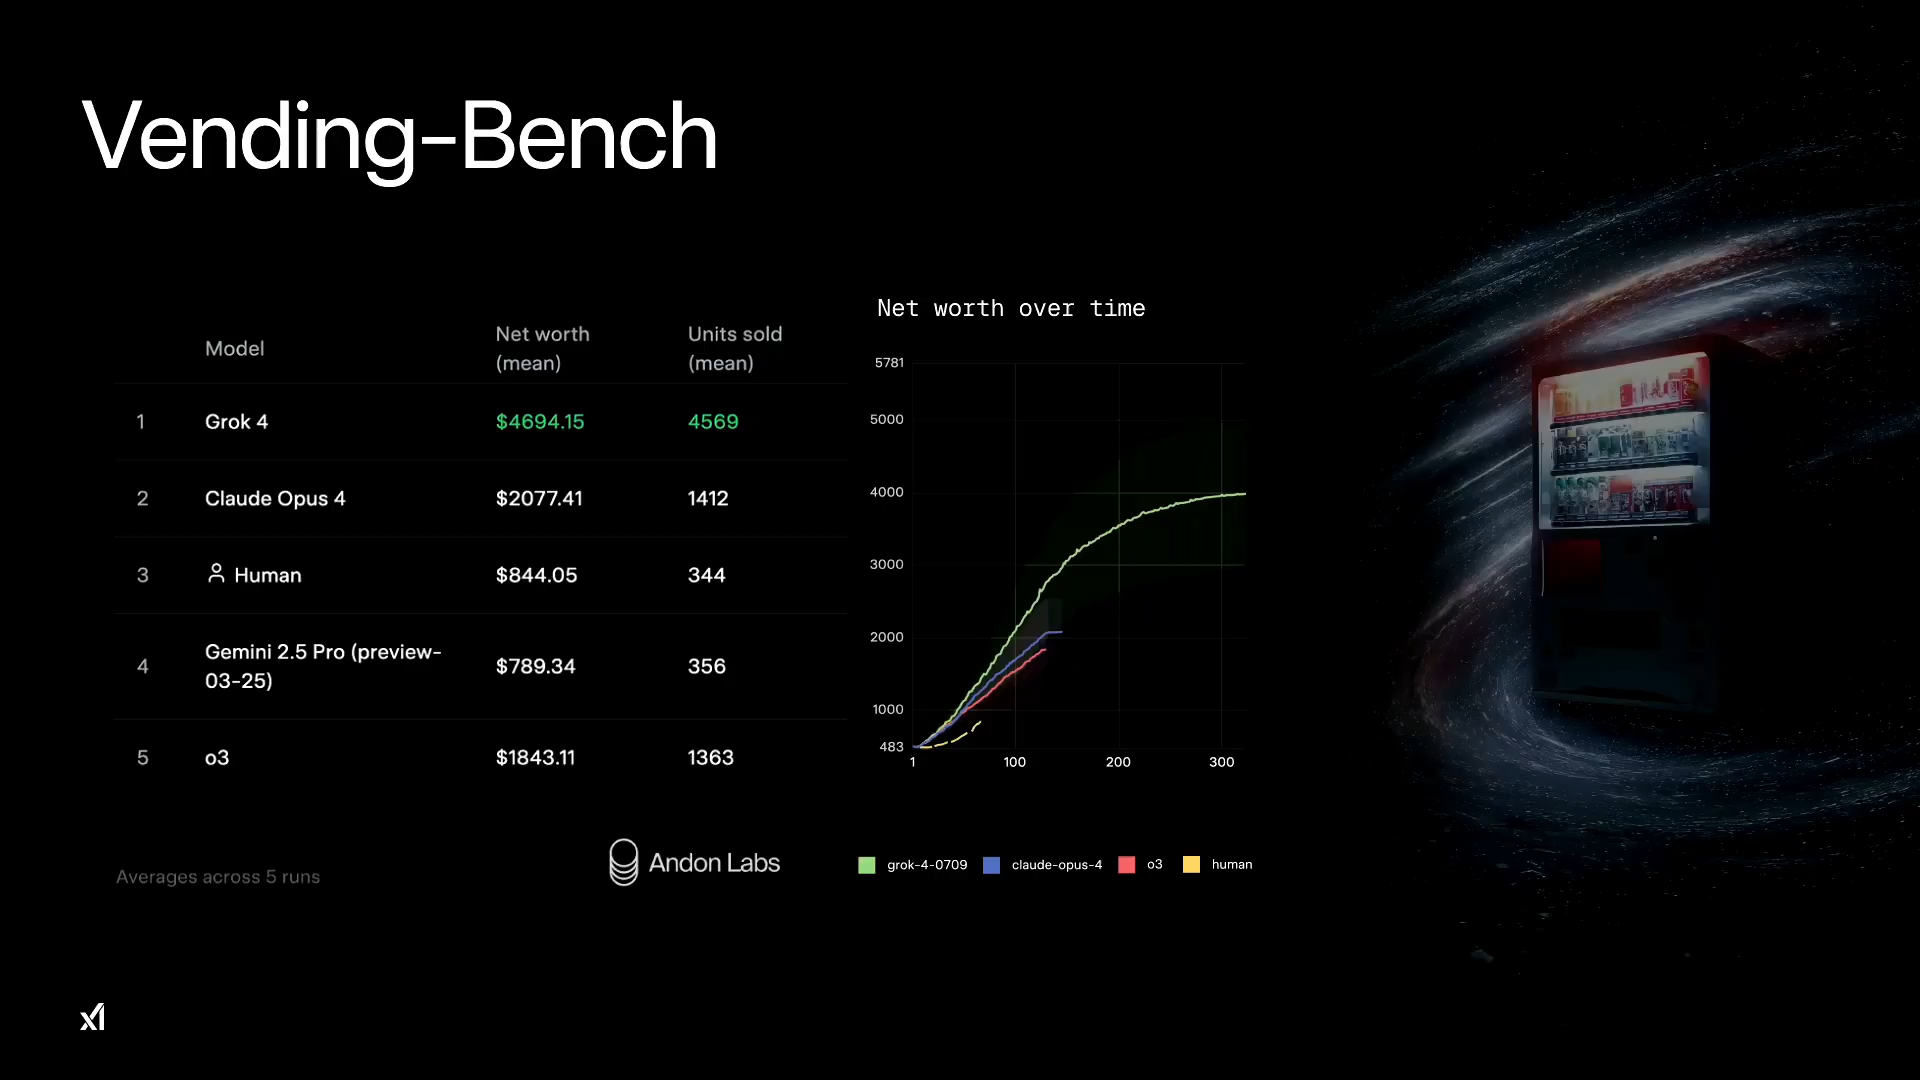 Vending-Bench
Model
Net worth
(mean)
Units sold
(mean)
1
Grok 4
$4694.15
4569
2
Claude Opus 4
$2077.41
1412
3
Human
$844.05
344
4
Gemini 2.5 Pro (preview-
03-25)
$789.34
356
5
o3
$1843.11
1363
Averages across 5 runs
Andon Labs
Net worth over time
5781
5000
4000
3000
2000
1000
483
1
100
200
300
grok-4-0709
claude-opus-4
o3
human
xI